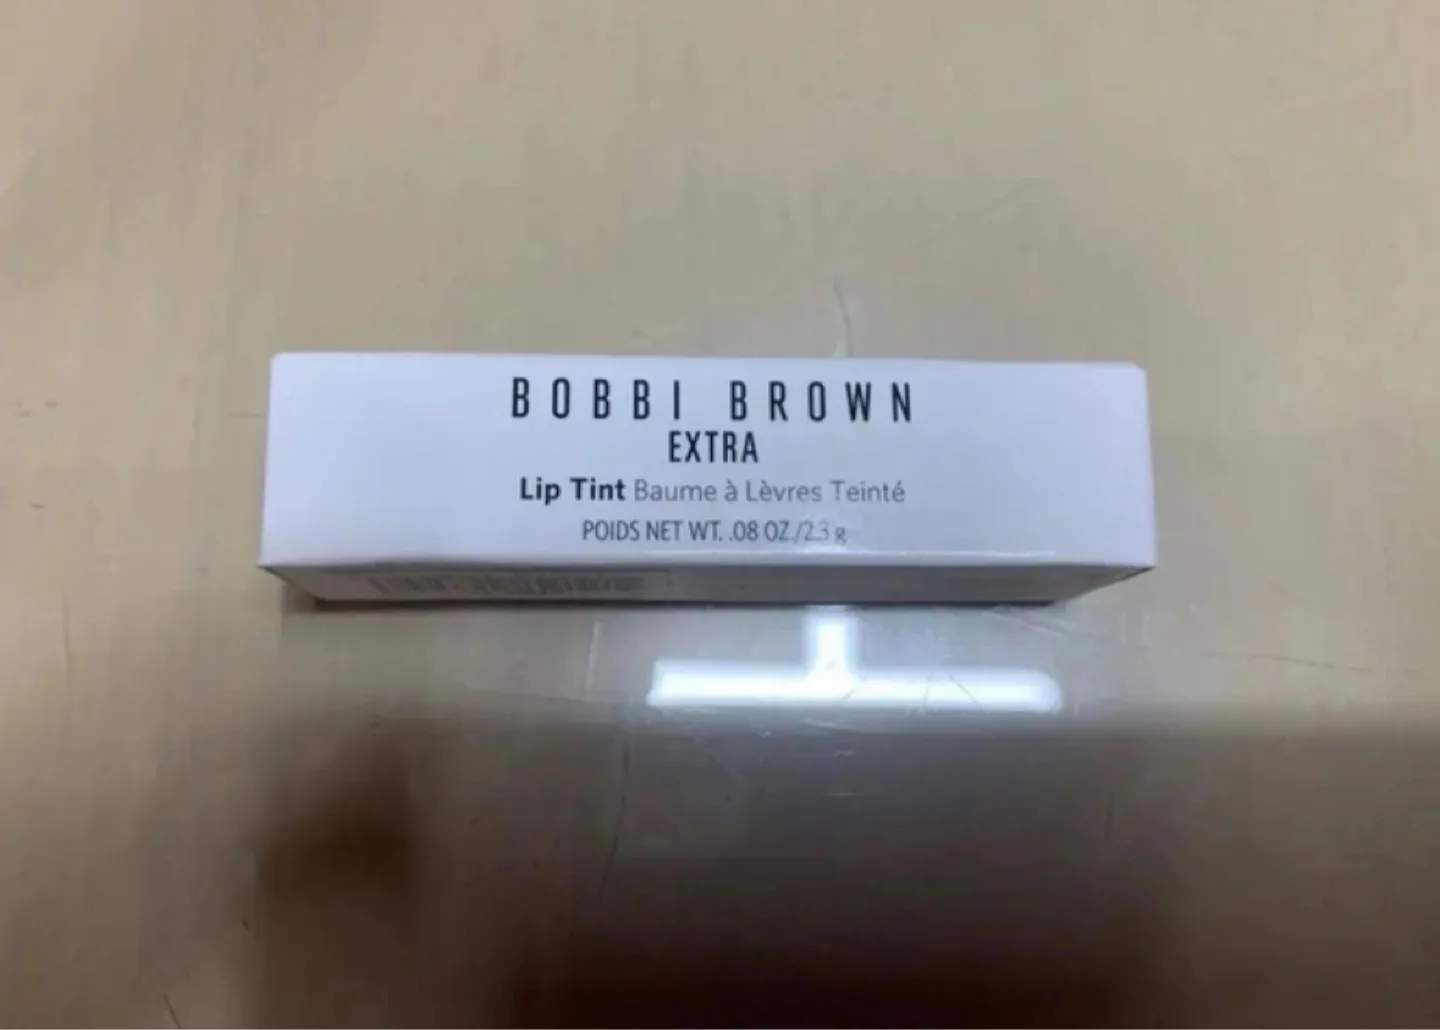 BOBBI BROWN
EXTRA
Lip Tint Baume à Lèvres Teinté
POIDS NET WT. .08 OZ./2.3 g